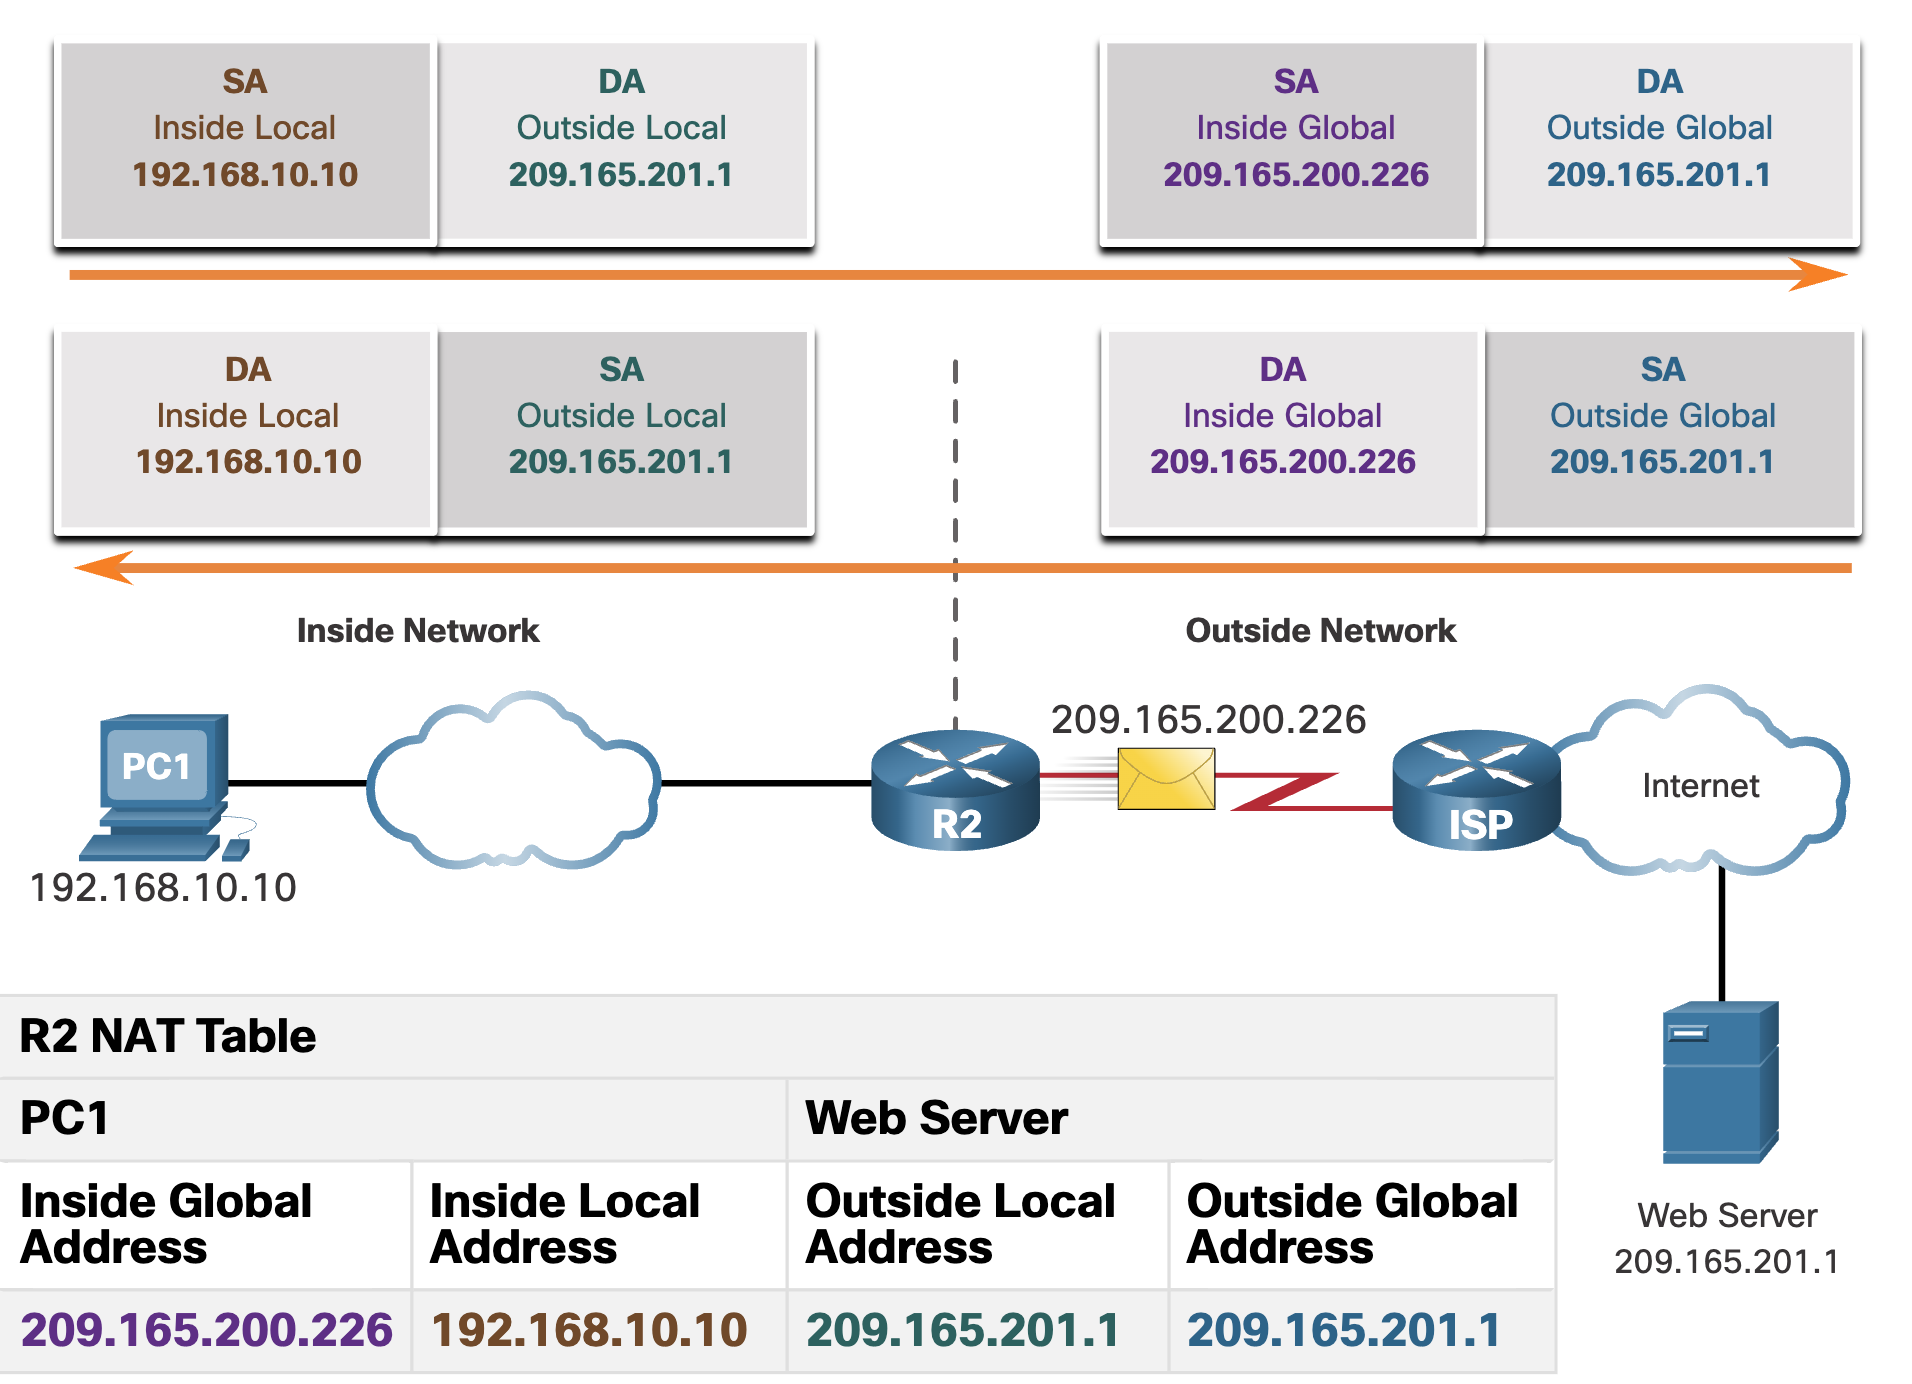 SA
Inside Local
192.168.10.10
DA
Outside Local
209.165.201.1
SA
Inside Global
209.165.200.226
DA
Outside Global
209.165.201.1
DA
Inside Local
192.168.10.10
SA
Outside Local
209.165.201.1
DA
Inside Global
209.165.200.226
SA
Outside Global
209.165.201.1
Inside Network
Outside Network
PC1
192.168.10.10
R2
209.165.200.226
ISP
Internet
Web Server
209.165.201.1
R2 NAT Table
PC1
Web Server
Inside Global
Address
Inside Local
Address
Outside Local
Address
Outside Global
Address
209.165.200.226
192.168.10.10
209.165.201.1
209.165.201.1